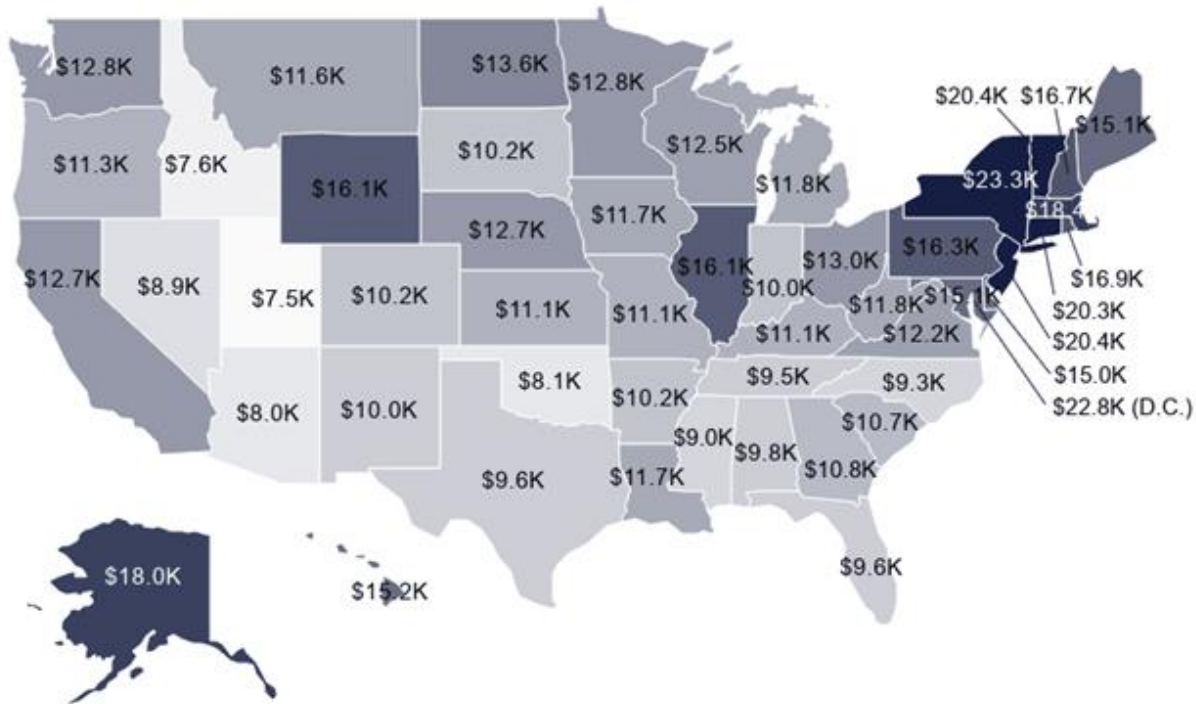 $12.8K
$11.6K
$13.6K
$12.8K
$20.4K
$16.7K
$15.1K
$11.3K
$7.6K
$16.1K
$10.2K
$12.5K
$11.8K
$23.3K
$18.4
$12.7K
$8.9K
$7.5K
$10.2K
$12.7K
$11.7K
$16.1K
$10.0K
$13.0K
$16.3K
$16.9K
$11.1K
$11.1K
$11.1K
$11.8K
$15.1K
$12.2K
$20.3K
$20.4K
$15.0K
$22.8K (D.C.)
$8.0K
$10.0K
$8.1K
$10.2K
$9.5K
$9.3K
$9.6K
$11.7K
$9.0K
$9.8K
$10.8K
$10.7K
$9.6K
$18.0K
$15.2K